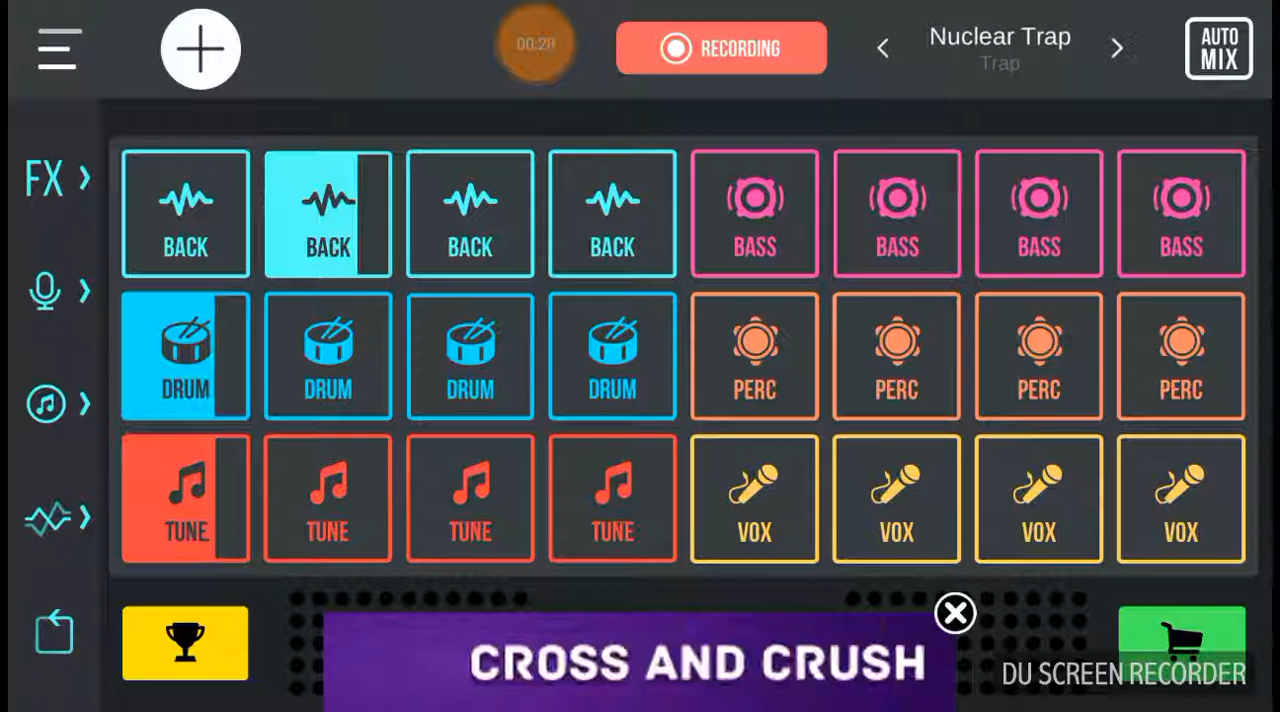 00:20
RECORDING
Nuclear Trap
Trap
AUTO
MIX
FX
BACK
BACK
BACK
BACK
BASS
BASS
BASS
BASS
DRUM
DRUM
DRUM
DRUM
PERC
PERC
PERC
PERC
TUNE
TUNE
TUNE
TUNE
VOX
VOX
VOX
VOX
CROSS AND CRUSH
DU SCREEN RECORDER